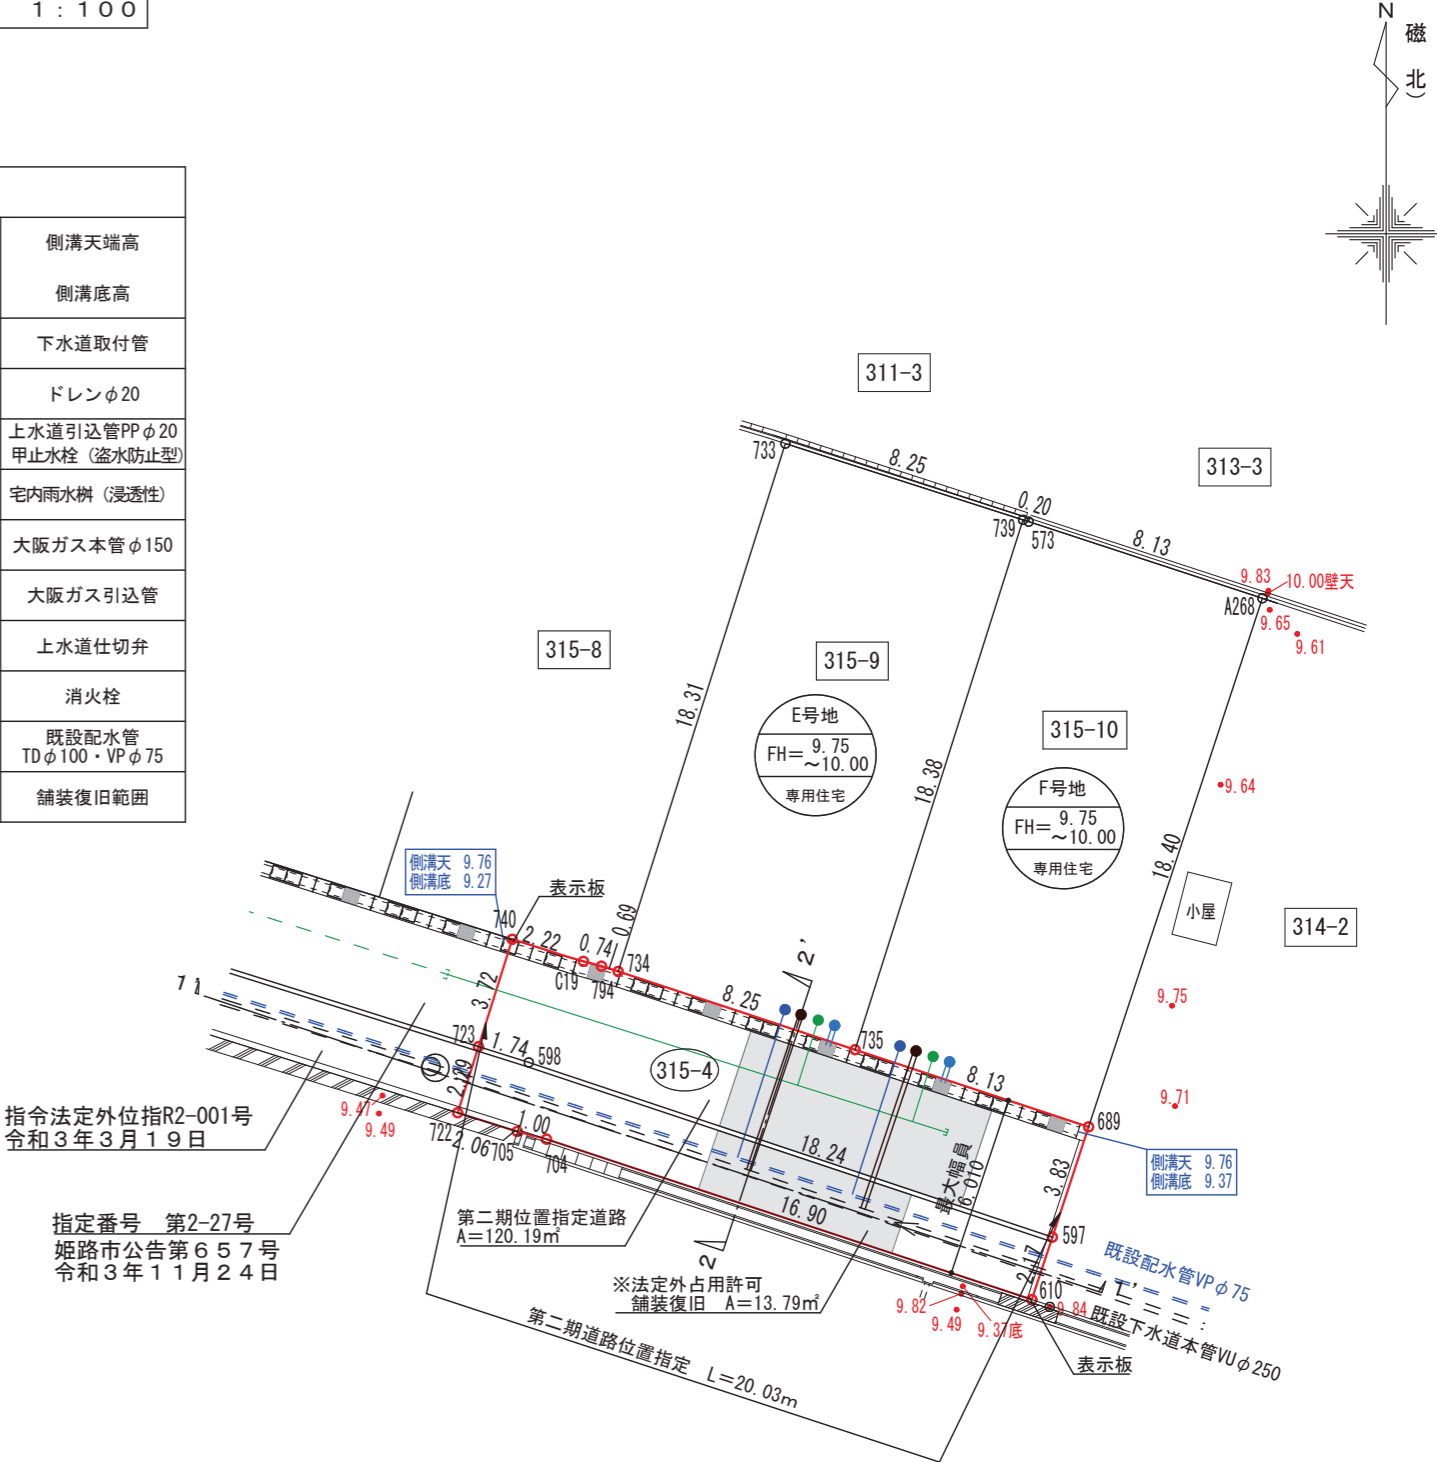 1:100
N
磁
北)
側溝天端高
側溝底高
下水道取付管
ドレンφ20
上水道引込管PPφ20
甲止水栓（盗水防止型)
宅内雨水桝（浸透性）
大阪ガス本管φ150
大阪ガス引込管
上水道仕切弁
消火栓
既設配水管
TDφ100・VPφ75
舗装復旧範囲
311-3
313-3
733
8.25
0.20
739
573
8.13
9.83
10.00壁天
A268
9.65
9.61
315-8
315-9
18.31
E号地
FH=9.75
～10.00
専用住宅
315-10
18.38
F号地
FH=9.75
～10.00
専用住宅
9.64
18.40
小屋
314-2
側溝天 9.76
側溝底 9.27
表示板
740
2.22
0.74
0.69
734
C19
794
8.25
2'
3.72
1'
9.75
735
8.13
723
1.74
598
315-4
9.71
2.29
689
指令法定外位指R2-001号
令和3年3月19日
9.47
9.49
722
2.06
705
1.00
704
18.24
最大幅員
6.010
3.83
側溝天 9.76
側溝底 9.37
16.90
597
指定番号　第2-27号
姫路市公告第657号
令和3年11月24日
第二期位置指定道路
A=120.19㎡
2
2.17
既設配水管VPφ75
※法定外占用許可
舗装復旧　A=13.79㎡
610
1'
9.82
9.49
9.37底
9.84
既設下水道本管VUφ250
表示板
第二期道路位置指定　L=20.03m